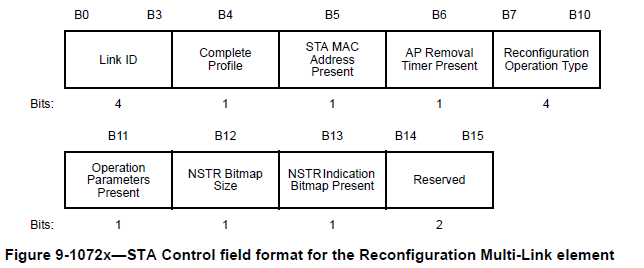 B0 B3 B4 B5 B6 B7 B10
Link ID
Complete
Profile
STA MAC
Address
Present
AP Removal
Timer Present
Reconfiguration
Operation Type
Bits: 4 1 1 1 4
B11 B12 B13 B14 B15
Operation
Parameters
Present
NSTR Bitmap
Size
NSTR Indication
Bitmap Present
Reserved
Bits: 1 1 1 2
Figure 9-1072x—STA Control field format for the Reconfiguration Multi-Link element